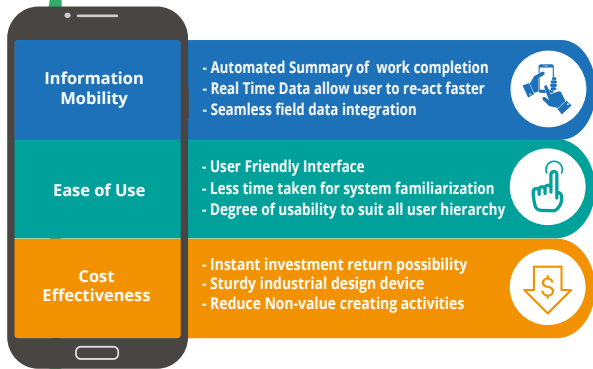 Information
Mobility
- Automated Summary of work completion
- Real Time Data allow user to re-act faster
- Seamless field data integration
Ease of Use
- User Friendly Interface
- Less time taken for system familiarization
- Degree of usability to suit all user hierarchy
Cost
Effectiveness
- Instant investment return possibility
- Sturdy industrial design device
- Reduce Non-value creating activities
$